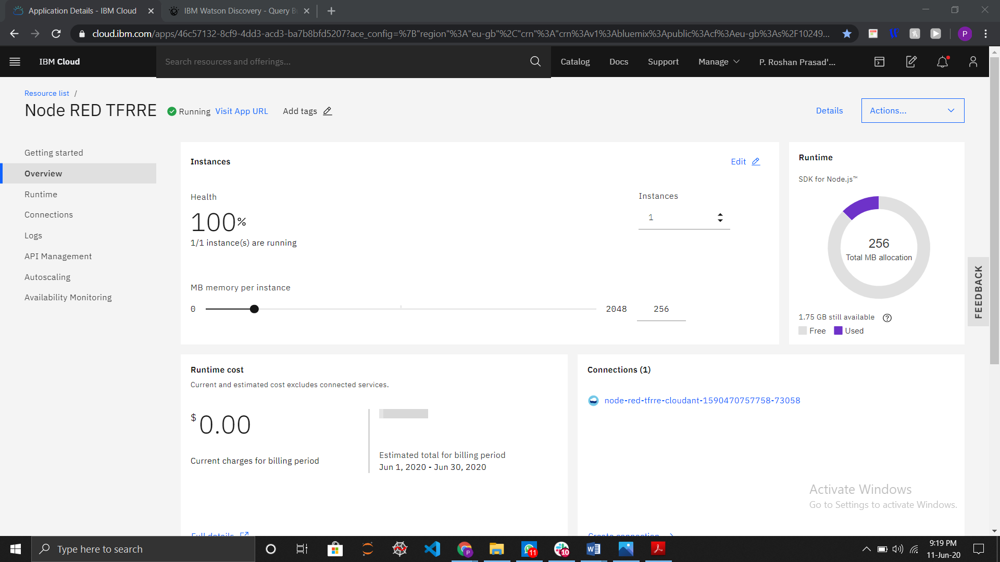 Application Details - IBM Cloud
IBM Watson Discovery - Query B
cloud.ibm.com/apps/46c57132-8cf9-4dd3-acd3-ba7b8bfd5207?ace_config=%7B"region"%3A"eu-gb"%2C"crn"%3A"crn%3Av1%3Abluemix%3Apublic%3Acf%3Aeu-gb%3As%2F10249...
P
IBM Cloud
Search resources and offerings...
Catalog
Docs
Support
Manage
P. Roshan Prasad'...
Resource list /
Node RED TFRRE
Running
Visit App URL
Add tags
Details
Actions...
Getting started
Overview
Runtime
Connections
Logs
API Management
Autoscaling
Availability Monitoring
Instances
Edit
Health
100%
1/1 instance(s) are running
Instances
1
MB memory per instance
0
2048
256
Runtime
SDK for Node.js™
256
Total MB allocation
1.75 GB still available
Free
Used
FEEDBACK
Runtime cost
Current and estimated cost excludes connected services.
$0.00
Current charges for billing period
Estimated total for billing period
Jun 1, 2020 - Jun 30, 2020
Full details
Connections (1)
node-red-tfrre-cloudant-1590470757758-73058
Create connection
Activate Windows
Go to Settings to activate Windows.
Type here to search
P
11
10
9:19 PM
11-Jun-20